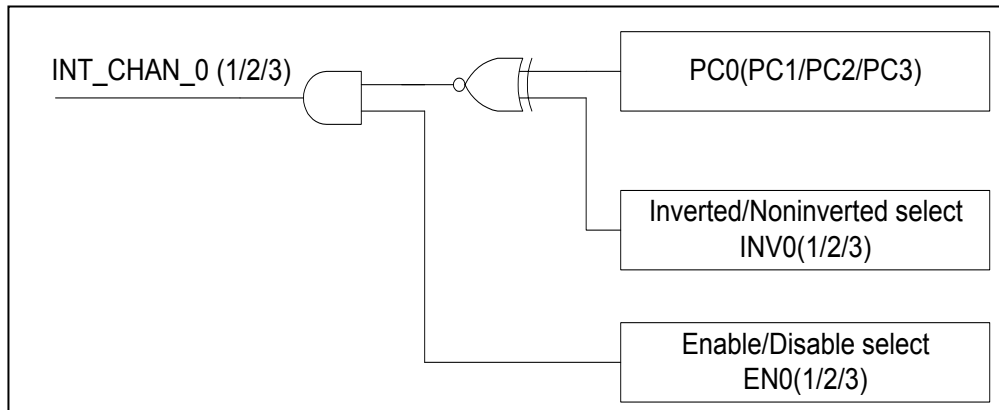 INT_CHAN_0 (1/2/3)
PC0(PC1/PC2/PC3)
Inverted/Noninverted select
INV0(1/2/3)
Enable/Disable select
EN0(1/2/3)